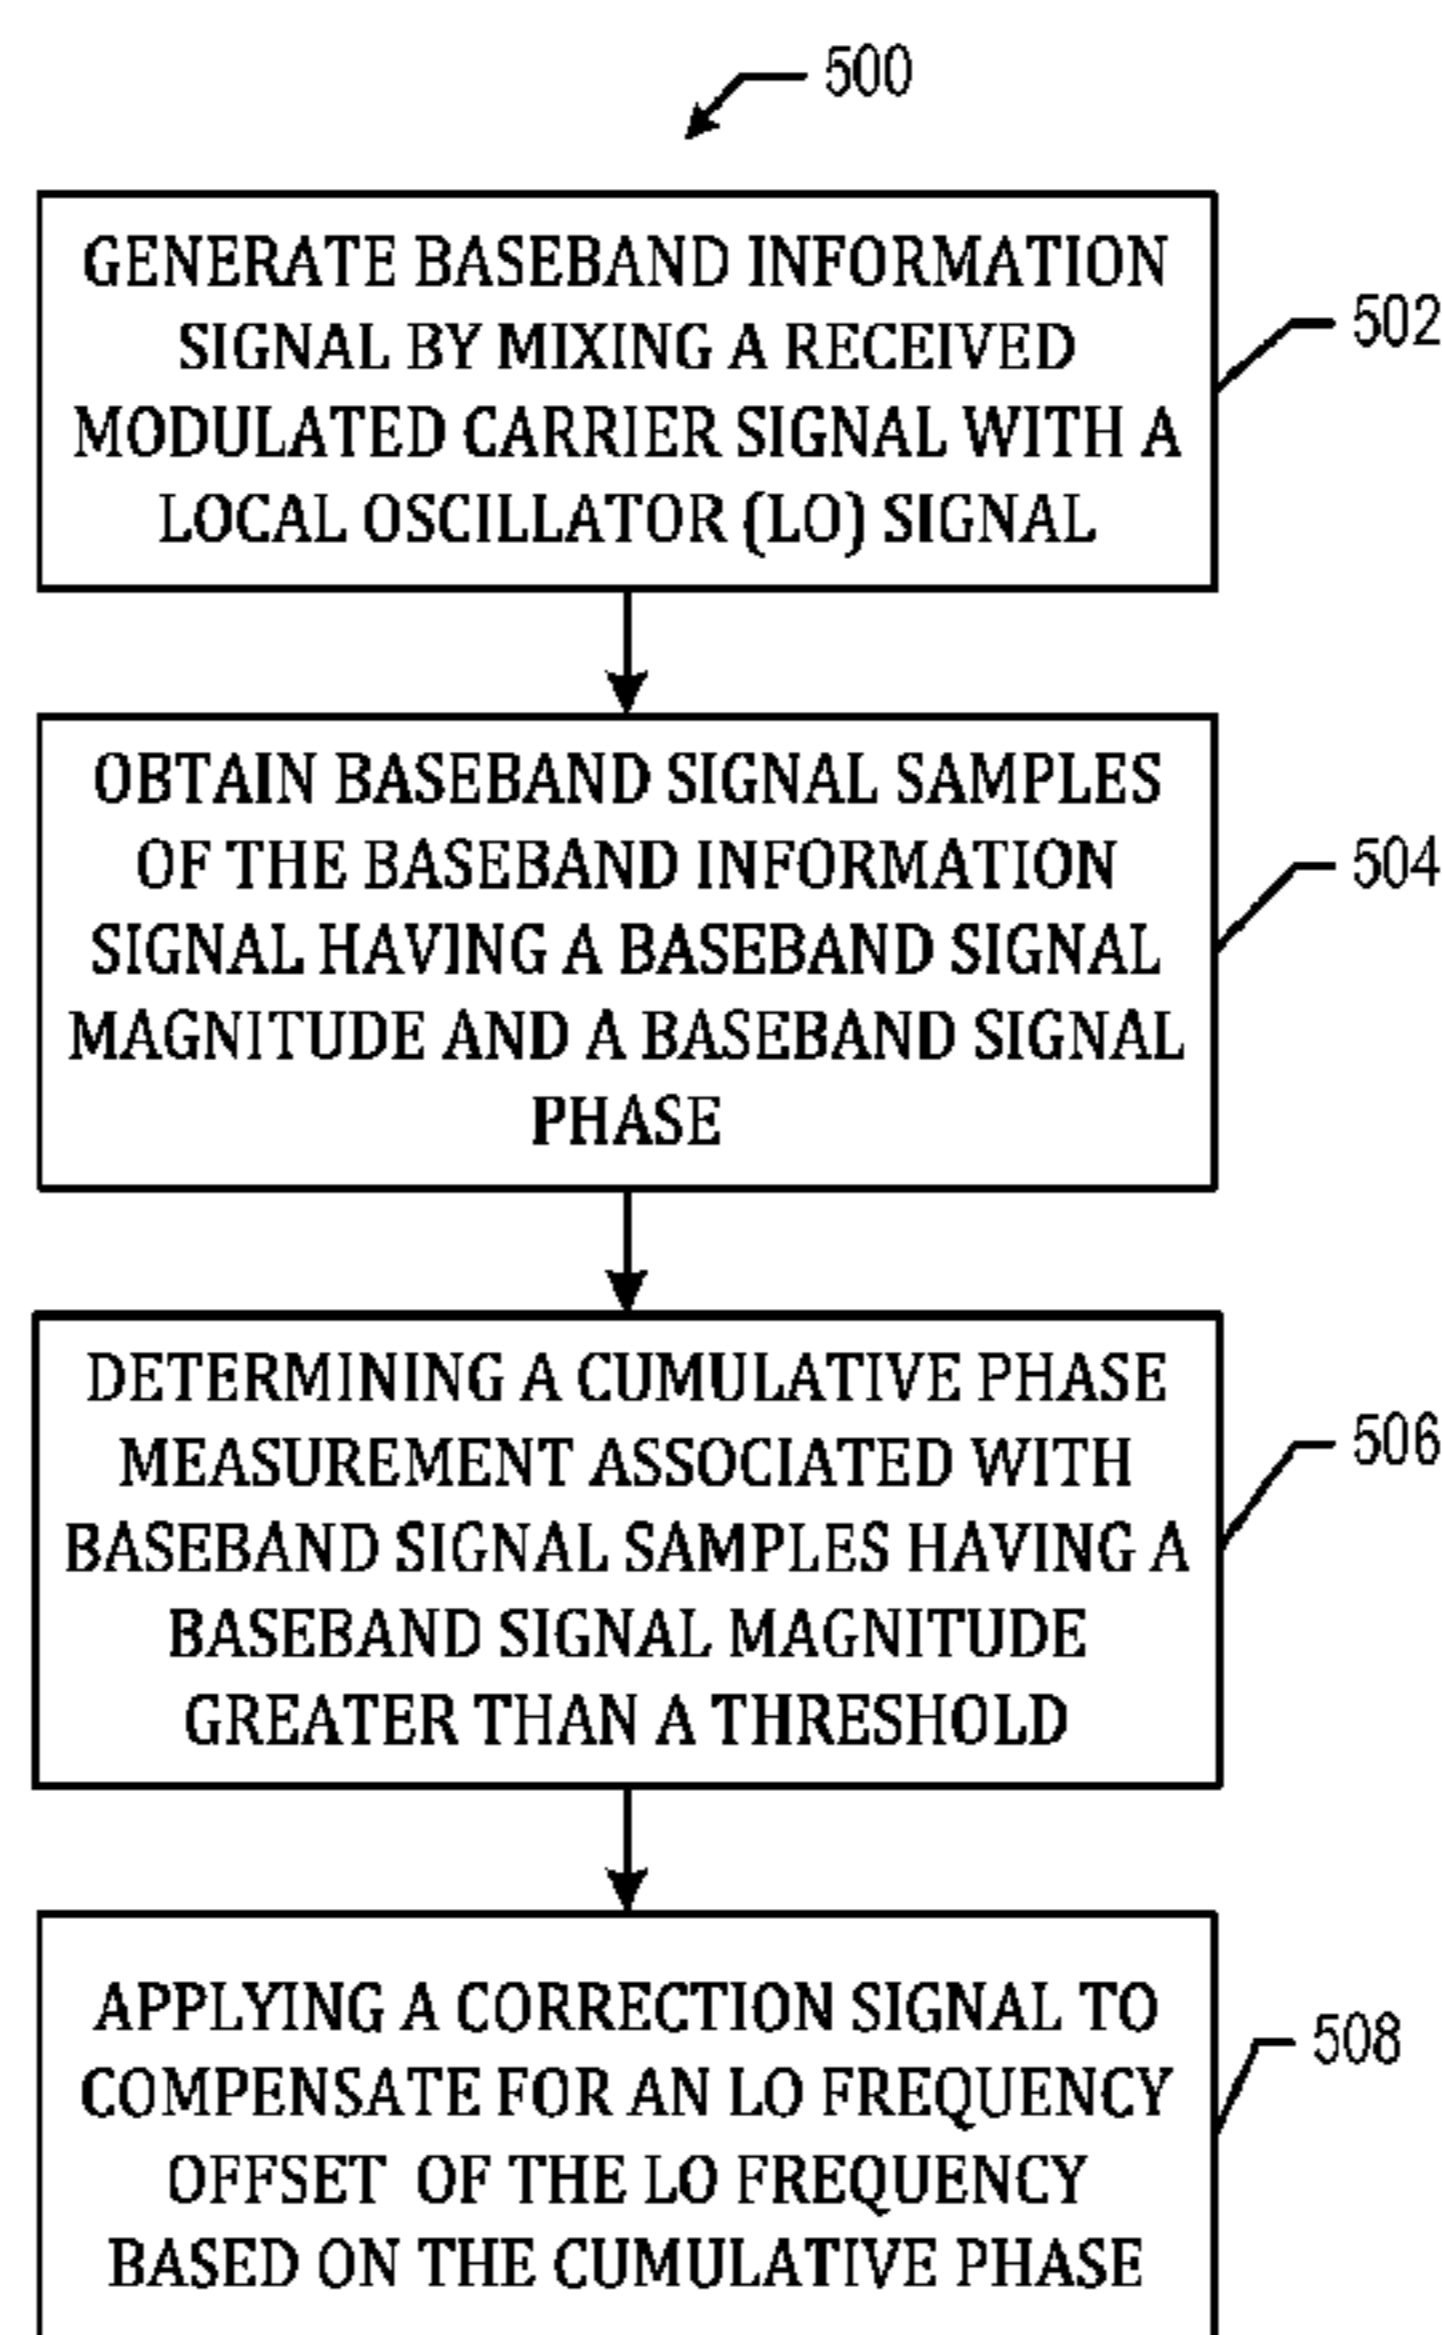 500
GENERATE BASEBAND INFORMATION
SIGNAL BY MIXING A RECEIVED
MODULATED CARRIER SIGNAL WITH A
LOCAL OSCILLATOR (LO) SIGNAL
502
OBTAIN BASEBAND SIGNAL SAMPLES
OF THE BASEBAND INFORMATION
SIGNAL HAVING A BASEBAND SIGNAL
MAGNITUDE AND A BASEBAND SIGNAL
PHASE
504
DETERMINING A CUMULATIVE PHASE
MEASUREMENT ASSOCIATED WITH
BASEBAND SIGNAL SAMPLES HAVING A
BASEBAND SIGNAL MAGNITUDE
GREATER THAN A THRESHOLD
506
APPLYING A CORRECTION SIGNAL TO
COMPENSATE FOR AN LO FREQUENCY
OFFSET OF THE LO FREQUENCY
BASED ON THE CUMULATIVE PHASE
508